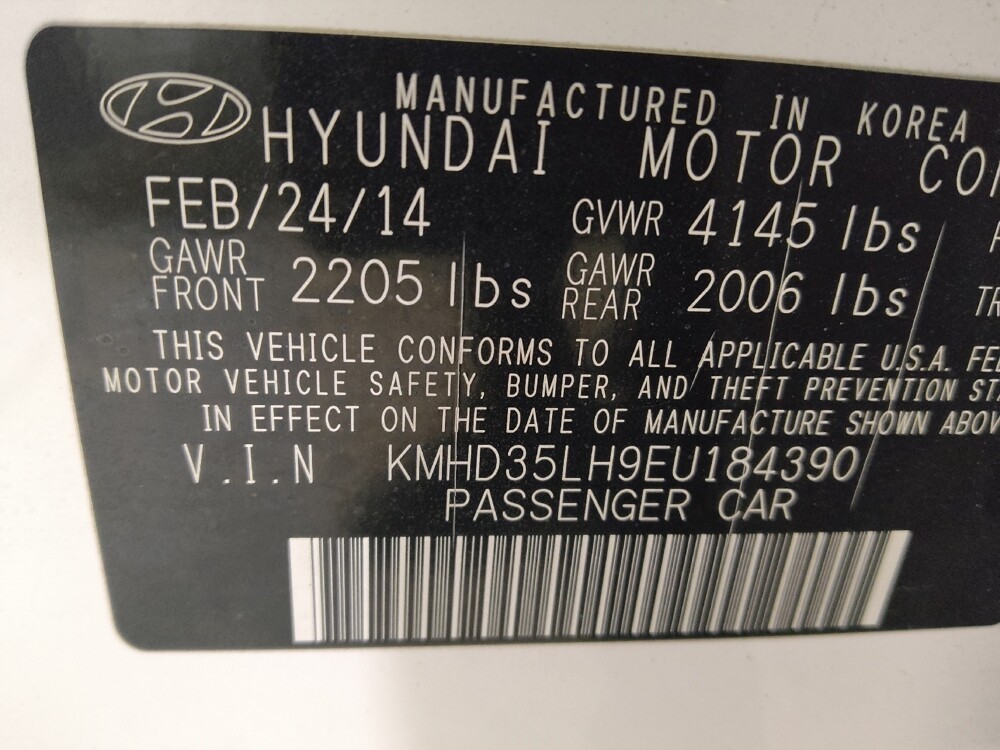 MANUFACTURED IN KOREA
HYUNDAI MOTOR
FEB/24/14 GVWR 4145 lbs
GAWR FRONT 2205 lbs GAWR REAR 2006 lbs
THIS VEHICLE CONFORMS TO ALL APPLICABLE U.S.A.
MOTOR VEHICLE SAFETY, BUMPER, AND THEFT PREVENTION
IN EFFECT ON THE DATE OF MANUFACTURE SHOWN
V.I.N KMHD35LH9EU184390
PASSENGER CAR